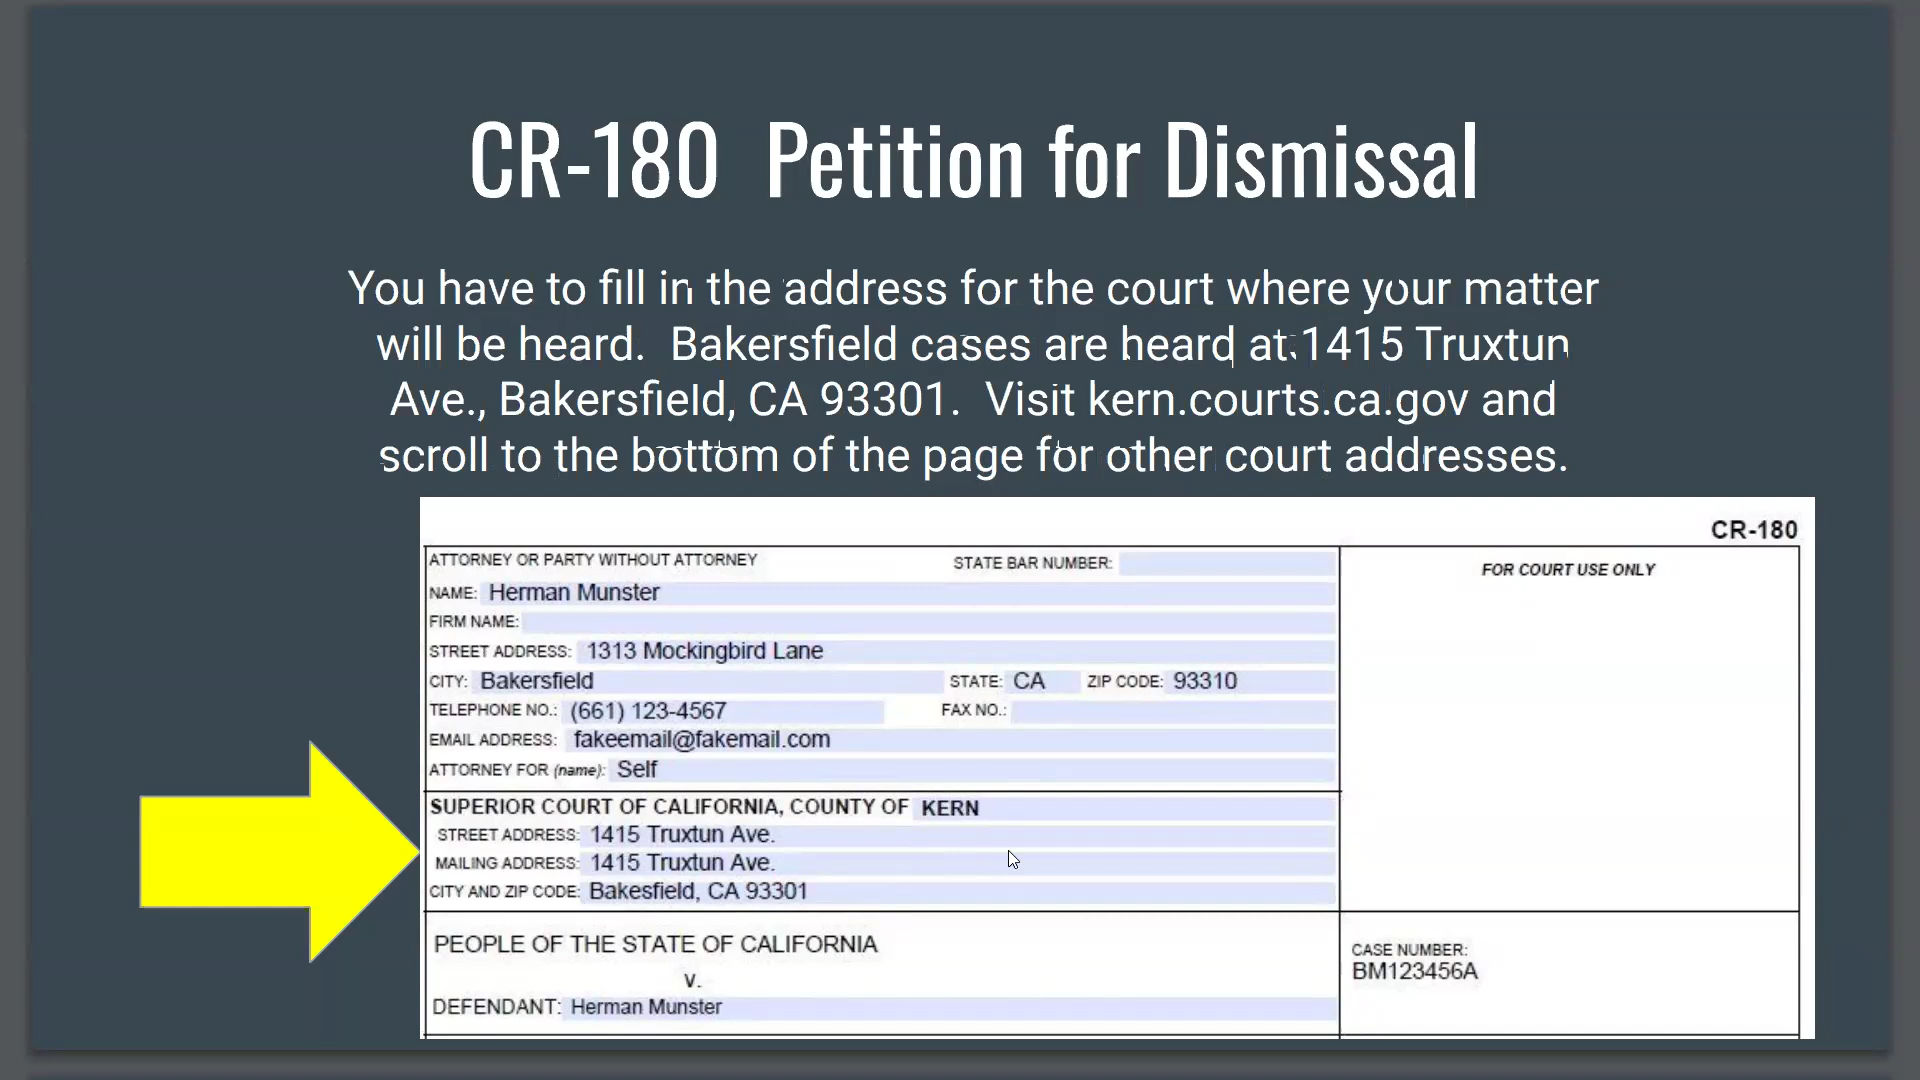 CR-180 Petition for Dismissal
You have to fill in the address for the court where your matter
will be heard. Bakersfield cases are heard at 1415 Truxtun
Ave., Bakersfield, CA 93301. Visit kern.courts.ca.gov and
scroll to the bottom of the page for other court addresses.
CR-180
ATTORNEY OR PARTY WITHOUT ATTORNEY STATE BAR NUMBER:
FOR COURT USE ONLY
NAME: Herman Munster
FIRM NAME:
STREET ADDRESS: 1313 Mockingbird Lane
CITY: Bakersfield STATE: CA ZIP CODE: 93310
TELEPHONE NO.: (661) 123-4567 FAX NO.:
EMAIL ADDRESS: fakeemail@fakemail.com
ATTORNEY FOR (name): Self
SUPERIOR COURT OF CALIFORNIA, COUNTY OF KERN
STREET ADDRESS: 1415 Truxtun Ave.
MAILING ADDRESS: 1415 Truxtun Ave.
CITY AND ZIP CODE: Bakesfield, CA 93301
PEOPLE OF THE STATE OF CALIFORNIA
v.
DEFENDANT: Herman Munster
CASE NUMBER:
BM123456A